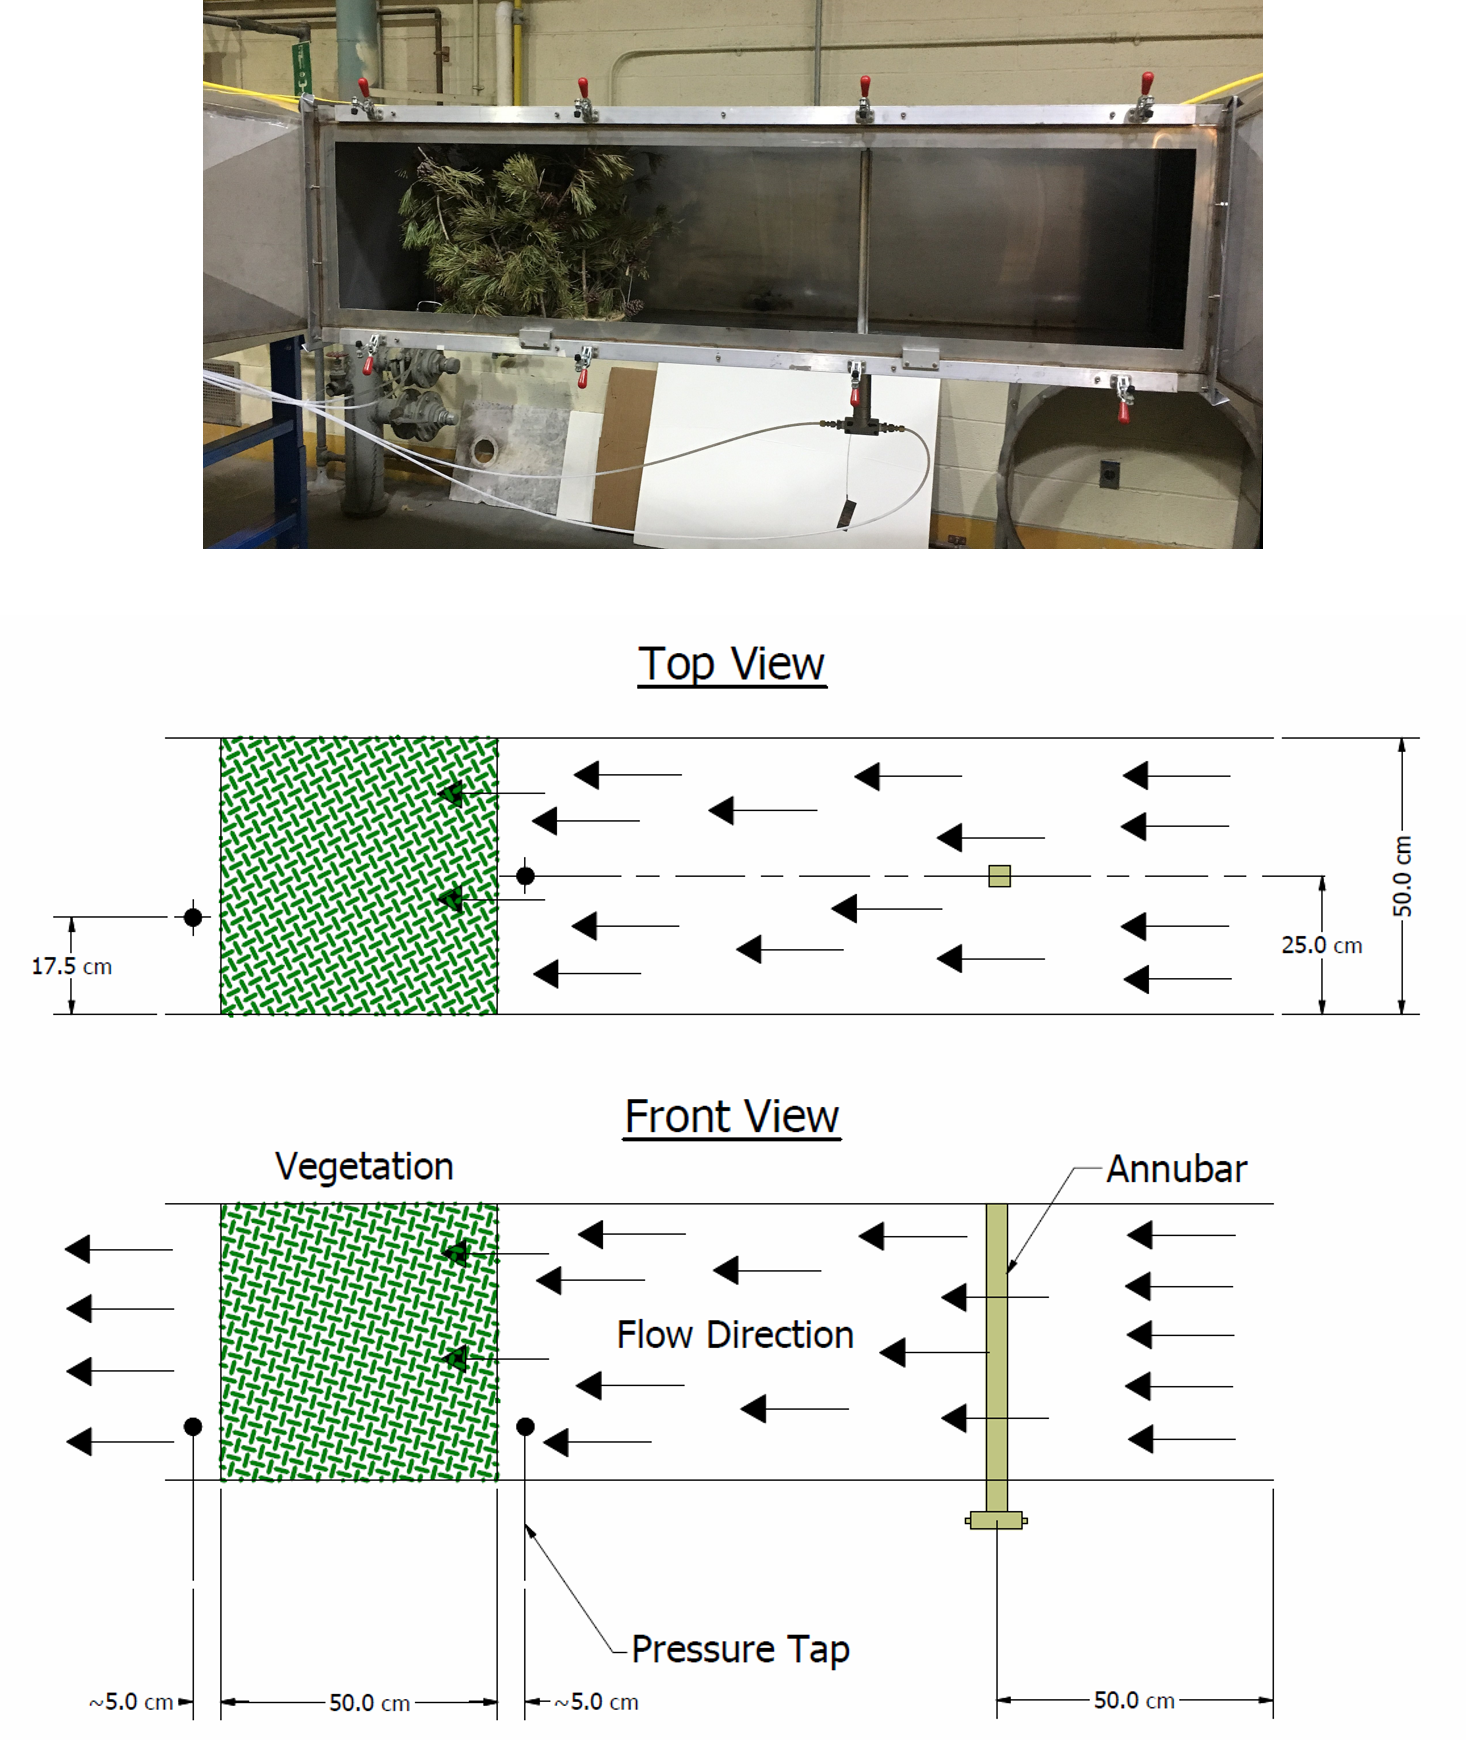 Top View
50.0 cm
25.0 cm
17.5 cm
Front View
Vegetation
Annubar
Flow Direction
Pressure Tap
~5.0 cm
50.0 cm
~5.0 cm
50.0 cm